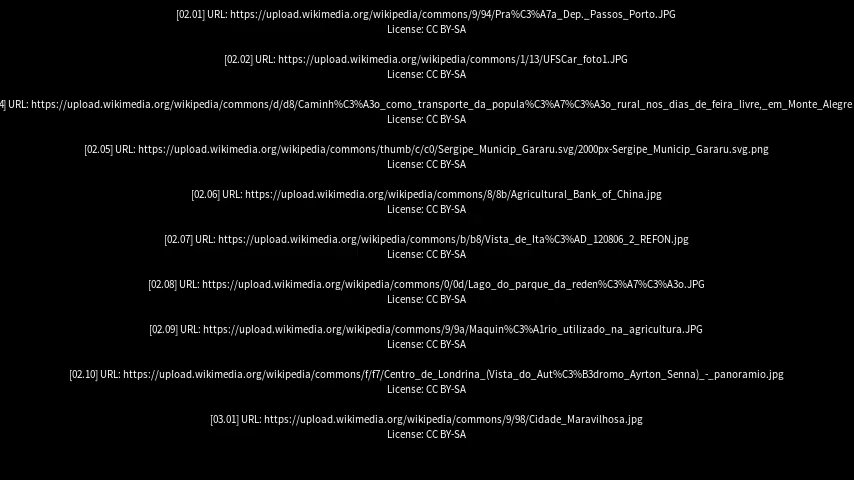 [02.01] URL: https://upload.wikimedia.org/wikipedia/commons/9/94/Pra%C3%A7a_Dep._Passos_Porto.JPG
License: CC BY-SA
[02.02] URL: https://upload.wikimedia.org/wikipedia/commons/1/13/UFSCar_foto1.JPG
License: CC BY-SA
4] URL: https://upload.wikimedia.org/wikipedia/commons/d/d8/Caminh%C3%A3o_como_transporte_da_popula%C3%A7%C3%A3o_rural_nos_dias_de_feira_livre,_em_Monte_Alegre
License: CC BY-SA
[02.05] URL: https://upload.wikimedia.org/wikipedia/commons/thumb/c/c0/Sergipe_Municip_Gararu.svg/2000px-Sergipe_Municip_Gararu.svg.png
License: CC BY-SA
[02.06] URL: https://upload.wikimedia.org/wikipedia/commons/8/8b/Agricultural_Bank_of_China.jpg
License: CC BY-SA
[02.07] URL: https://upload.wikimedia.org/wikipedia/commons/b/b8/Vista_de_Ita%C3%AD_120806_2_REFON.jpg
License: CC BY-SA
[02.08] URL: https://upload.wikimedia.org/wikipedia/commons/0/0d/Lago_do_parque_da_reden%C3%A7%C3%A3o.JPG
License: CC BY-SA
[02.09] URL: https://upload.wikimedia.org/wikipedia/commons/9/9a/Maquin%C3%A1rio_utilizado_na_agricultura.JPG
License: CC BY-SA
[02.10] URL: https://upload.wikimedia.org/wikipedia/commons/f/f7/Centro_de_Londrina_(Vista_do_Aut%C3%B3dromo_Ayrton_Senna)_-_panoramio.jpg
License: CC BY-SA
[03.01] URL: https://upload.wikimedia.org/wikipedia/commons/9/98/Cidade_Maravilhosa.jpg
License: CC BY-SA